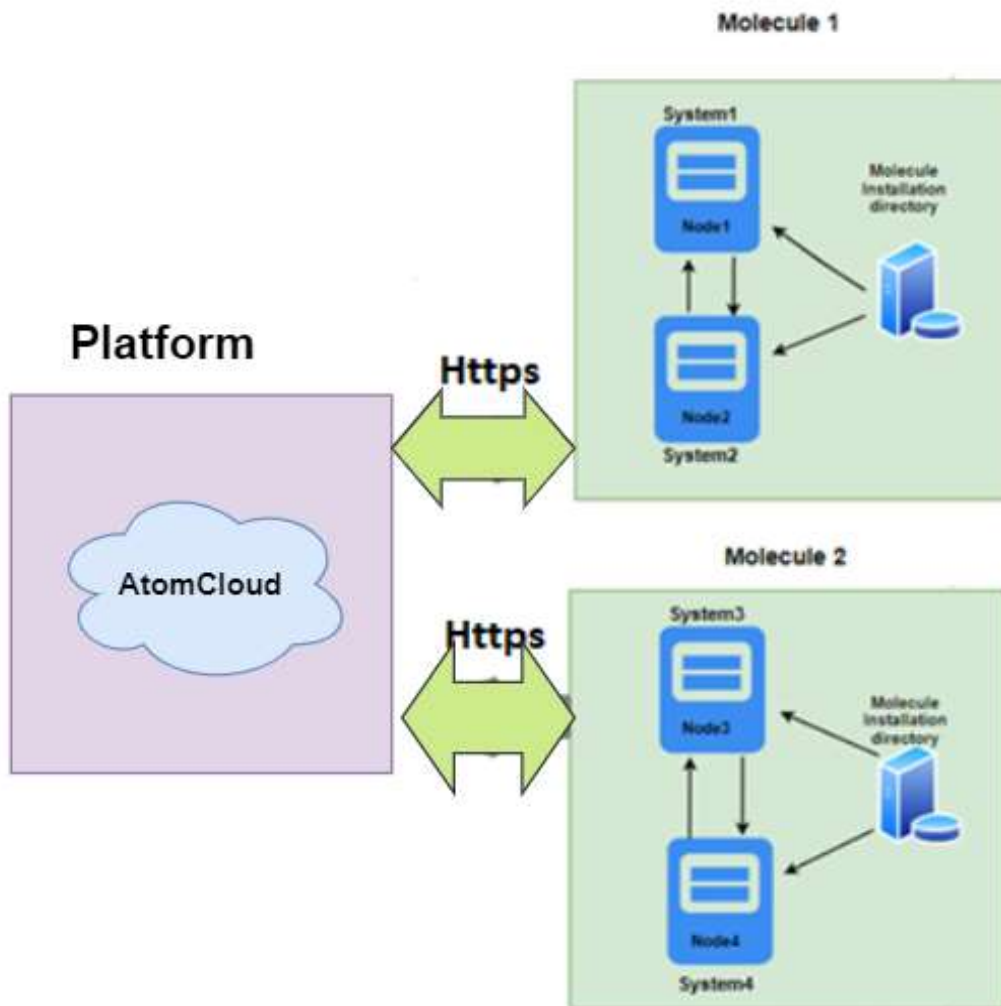 Molecule 1
System1
Node1
Molecule
Installation
directory
Node2
System2
Platform
AtomCloud
Https
Https
Molecule 2
System3
Node3
Molecule
Installation
directory
Node4
System4